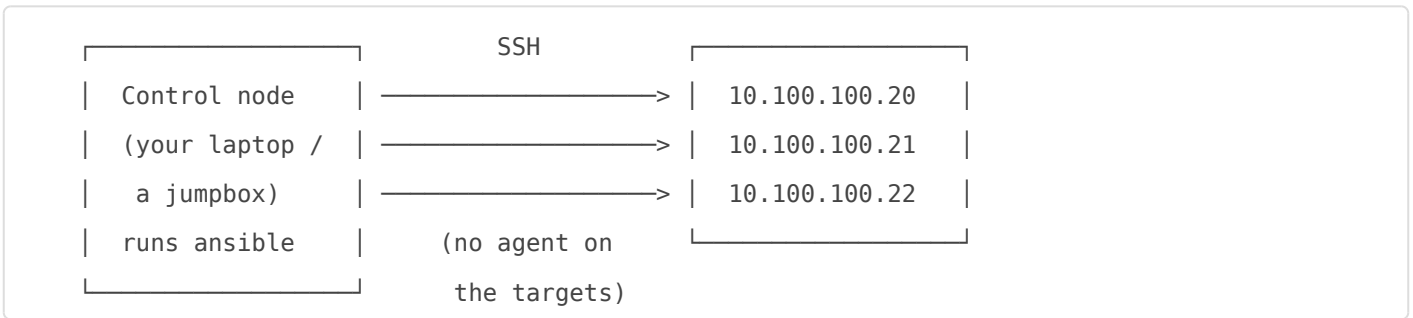 SSH
Control node 10.100.100.20
(your laptop / 10.100.100.21
a jumpbox) 10.100.100.22
runs ansible (no agent on
the targets)